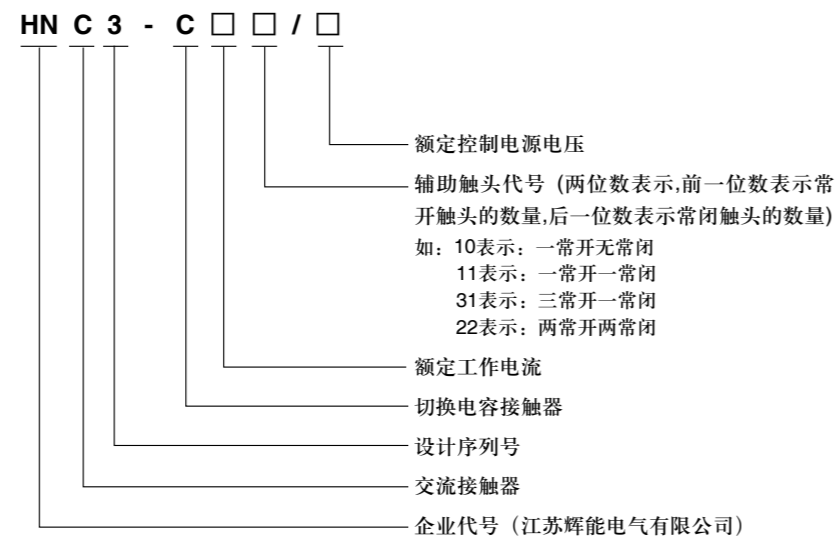 HN C 3 - C □ □ / □
额定控制电源电压
辅助触头代号 (两位数表示,前一位数表示常
开触头的数量,后一位数表示常闭触头的数量)
如：10表示：一常开无常闭
11表示：一常开一常闭
31表示：三常开一常闭
22表示：两常开两常闭
额定工作电流
切换电容接触器
设计序列号
交流接触器
企业代号（江苏辉能电气有限公司）